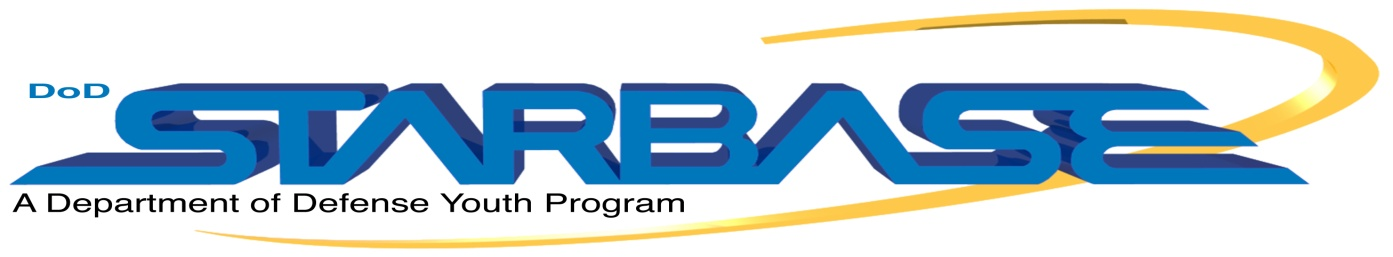 DoD
STARBASE
A Department of Defense Youth Program